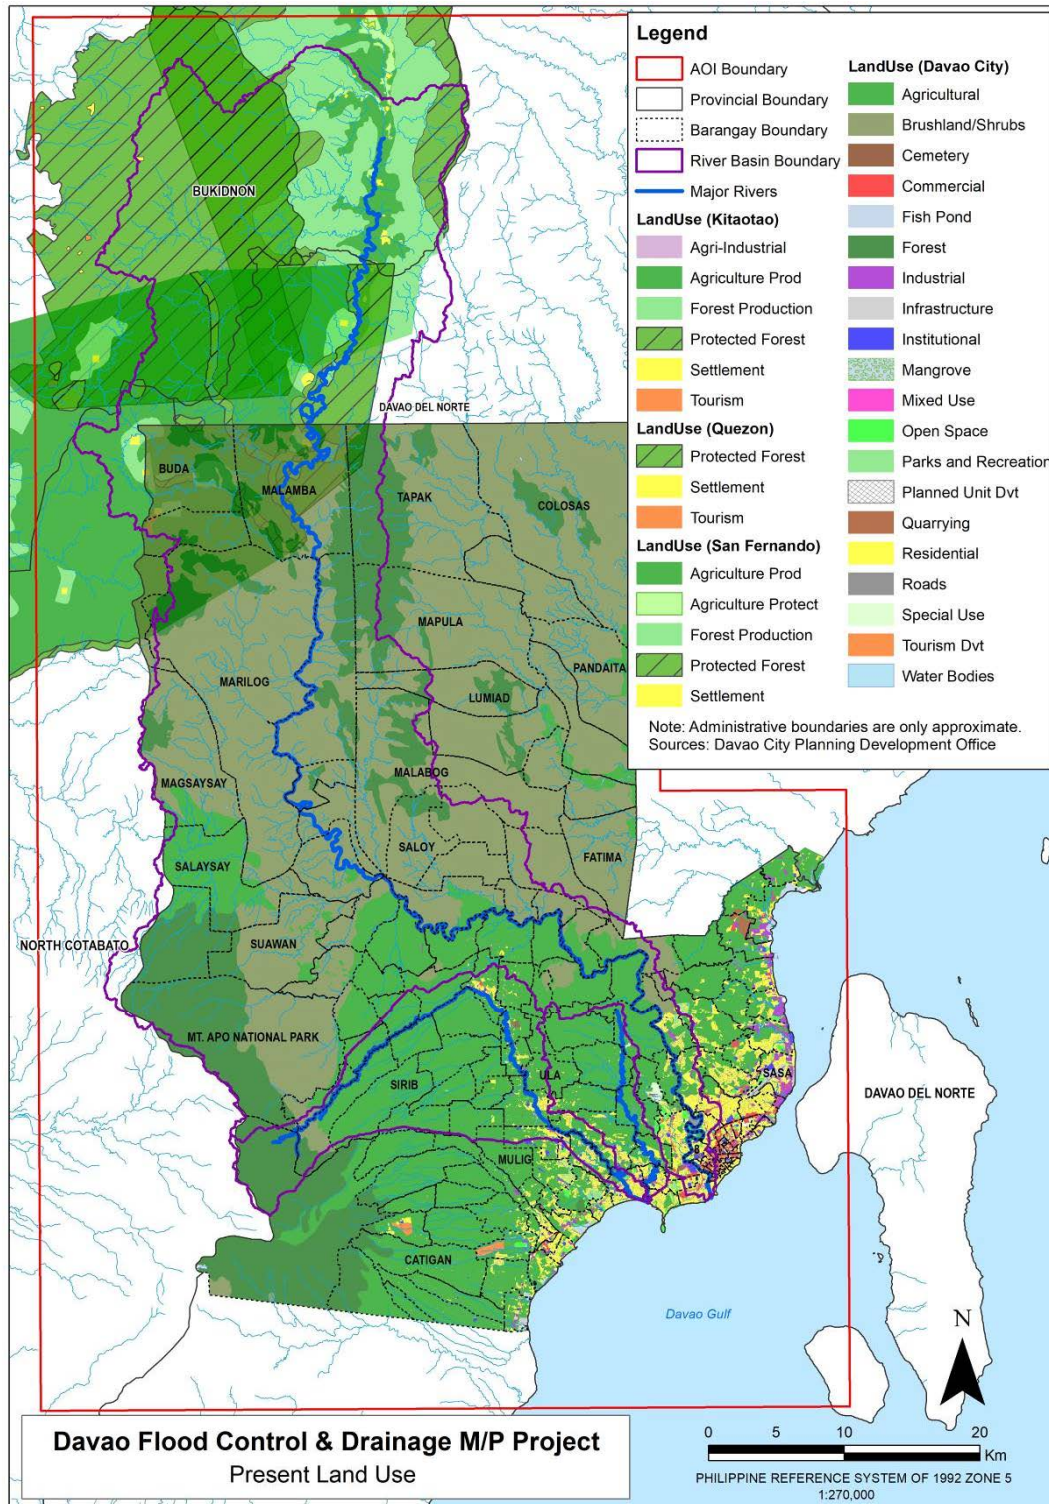 Legend
AOI Boundary
Provincial Boundary
Barangay Boundary
River Basin Boundary
Major Rivers
LandUse (Kitaotao)
Agri-Industrial
Agriculture Prod
Forest Production
Protected Forest
Settlement
Tourism
LandUse (Quezon)
Protected Forest
Settlement
Tourism
LandUse (San Fernando)
Agriculture Prod
Agriculture Protect
Forest Production
Protected Forest
Settlement
LandUse (Davao City)
Agricultural
Brushland/Shrubs
Cemetery
Commercial
Fish Pond
Forest
Industrial
Infrastructure
Institutional
Mangrove
Mixed Use
Open Space
Parks and Recreation
Planned Unit Dvt
Quarrying
Residential
Roads
Special Use
Tourism Dvt
Water Bodies
Note: Administrative boundaries are only approximate.
Sources: Davao City Planning Development Office
BUKIDNON
DAVAO DEL NORTE
BUDA
MALAMBA
TAPAK
COLOSAS
MAPULA
PANDAITA
MARILOG
LUMIAD
MAGSAYSAY
MALABOG
SALOY
FATIMA
SALAYSAY
NORTH COTABATO
SUAWAN
MT. APO NATIONAL PARK
SIRIB
ULA
SASA
DAVAO DEL NORTE
MULIG
CATIGAN
Davao Gulf
N
Davao Flood Control & Drainage M/P Project
Present Land Use
0 5 10 20
Km
PHILIPPINE REFERENCE SYSTEM OF 1992 ZONE 5
1:270,000